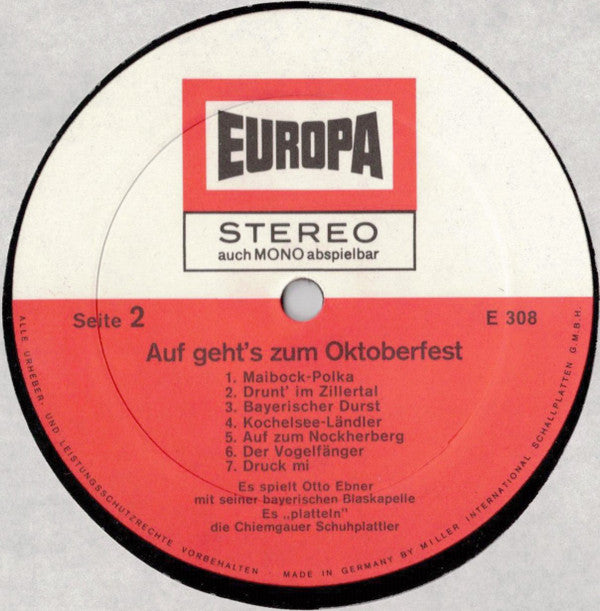 EUROPA
STEREO
auch MONO abspielbar
Seite 2
E 308
Auf geht's zum Oktoberfest
1. Maibock-Polka
2. Drunt' im Zillertal
3. Bayerischer Durst
4. Kochelsee-Ländler
5. Auf zum Nockherberg
6. Der Vogelfänger
7. Druck mi
Es spielt Otto Ebner
mit seiner bayerischen Blaskapelle
Es „platteln"
die Chiemgauer Schuhplattler
ALLE URHEBER- UND LEISTUNGSSCHUTZRECHTE VORBEHALTEN · MADE IN GERMANY BY MILLER INTERNATIONAL SCHALLPLATTEN G.M.B.H.